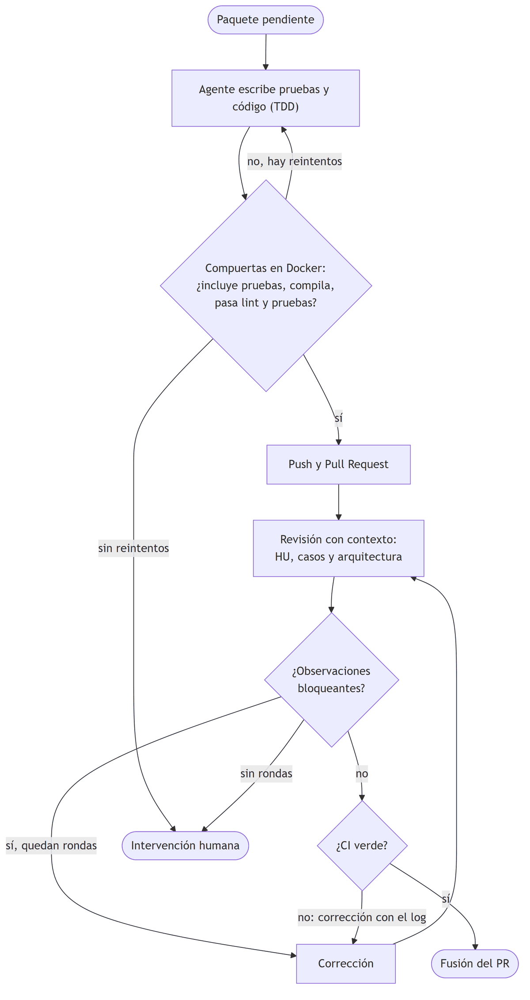 Paquete pendiente
Agente escribe pruebas y
código (TDD)
no, hay reintentos
Compuertas en Docker:
¿incluye pruebas, compila,
pasa lint y pruebas?
sí
Push y Pull Request
Revisión con contexto:
HU, casos y arquitectura
sin reintentos
¿Observaciones
bloqueantes?
sin rondas
no
sí, quedan rondas
Intervención humana
¿CI verde?
sí
no: corrección con el log
Corrección
Fusión del PR